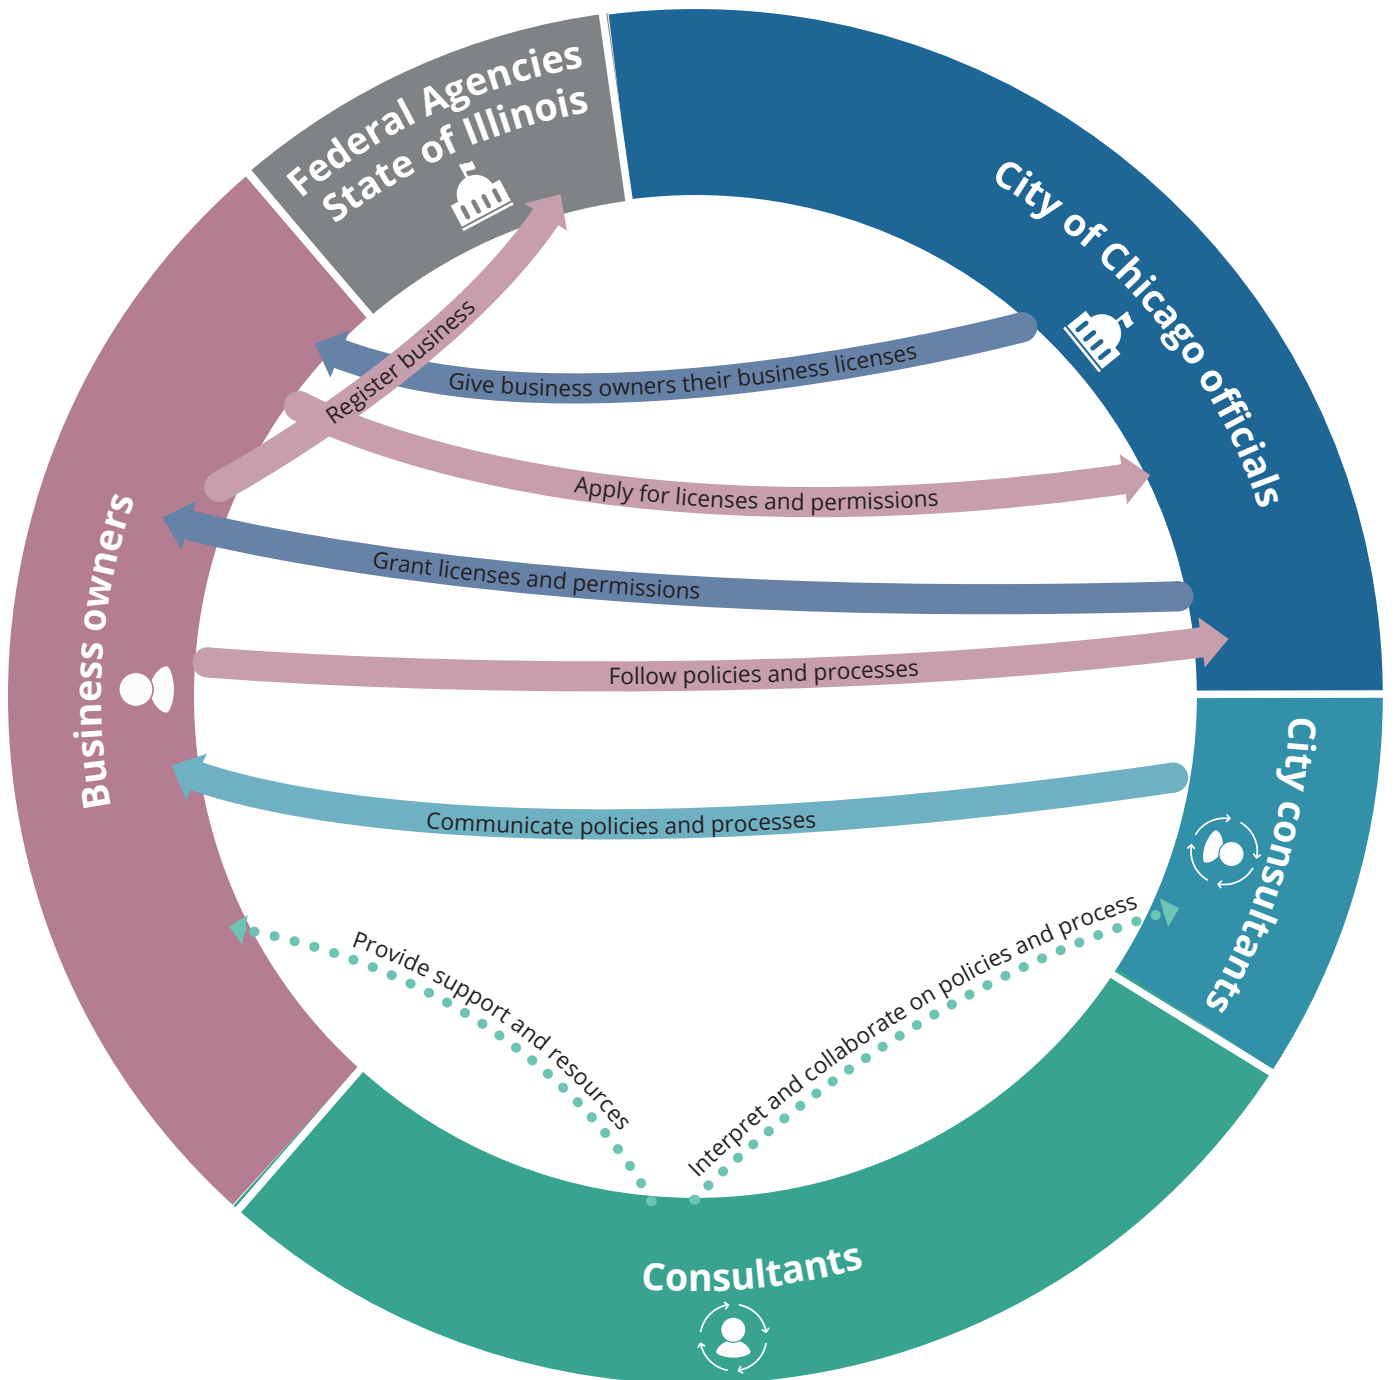 Federal Agencies
State of Illinois
City of Chicago officials
Register business
Give business owners their business licenses
Apply for licenses and permissions
Business owners
Grant licenses and permissions
Follow policies and processes
City consultants
Communicate policies and processes
Provide support and resources
Interpret and collaborate on policies and process
Consultants